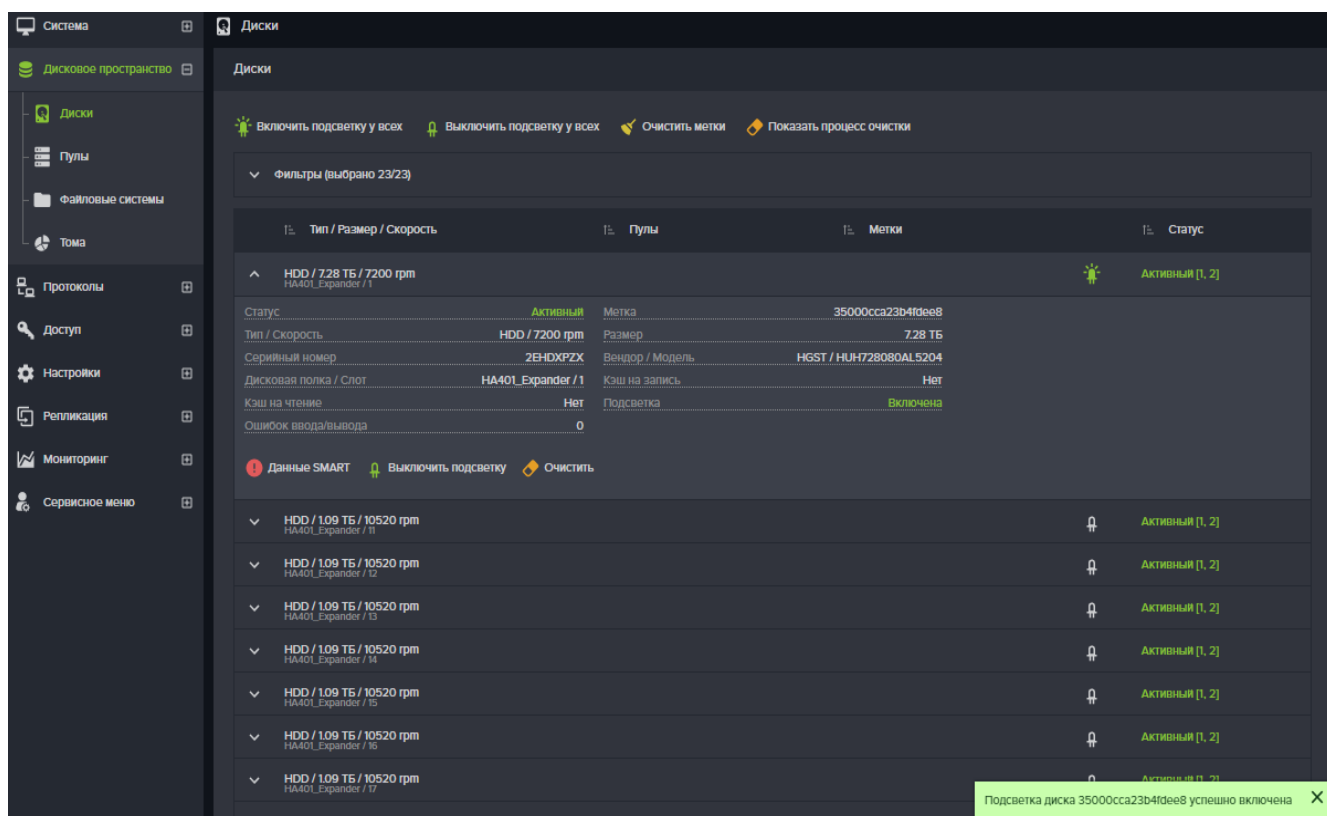 Система
Диски
Дисковое пространство
Диски
Диски
Включить подсветку у всех
Выключить подсветку у всех
Очистить метки
Показать процесс очистки
Пулы
Фильтры (выбрано 23/23)
Файловые системы
Тома
Тип / Размер / Скорость
Пулы
Метки
Статус
Протоколы
Доступ
Настройки
Репликация
Мониторинг
Сервисное меню
HDD / 7.28 ТБ / 7200 rpm
HA401_Expander / 1
Активный [1, 2]
Статус Активный
Метка 35000cca23b4fdee8
Тип / Скорость HDD / 7200 rpm
Размер 7.28 ТБ
Серийный номер 2EHDXPZX
Вендор / Модель HGST / HUH728080AL5204
Дисковая полка / Слот HA401_Expander / 1
Кэш на запись Нет
Кэш на чтение Нет
Подсветка Включена
Ошибок ввода/вывода 0
Данные SMART
Выключить подсветку
Очистить
HDD / 1.09 ТБ / 10520 rpm
HA401_Expander / 11
Активный [1, 2]
HDD / 1.09 ТБ / 10520 rpm
HA401_Expander / 12
Активный [1, 2]
HDD / 1.09 ТБ / 10520 rpm
HA401_Expander / 13
Активный [1, 2]
HDD / 1.09 ТБ / 10520 rpm
HA401_Expander / 14
Активный [1, 2]
HDD / 1.09 ТБ / 10520 rpm
HA401_Expander / 15
Активный [1, 2]
HDD / 1.09 ТБ / 10520 rpm
HA401_Expander / 16
Активный [1, 2]
HDD / 1.09 ТБ / 10520 rpm
HA401_Expander / 17
Активный [1, 2]
Подсветка диска 35000cca23b4fdee8 успешно включена